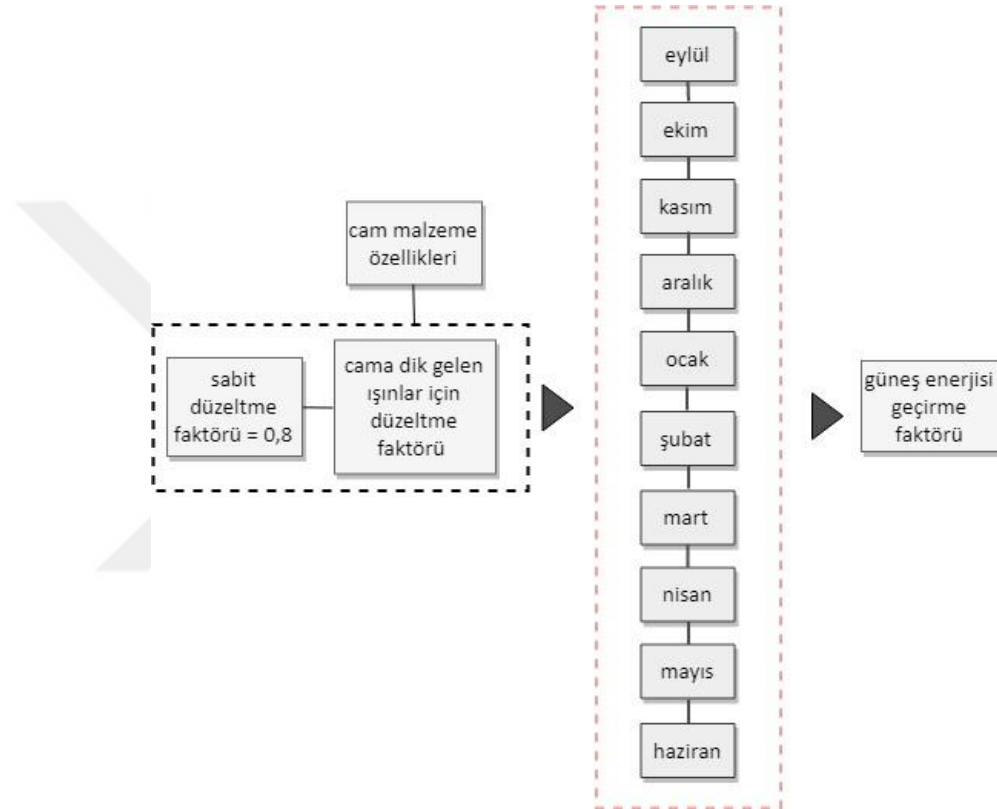 cam malzeme
özellikleri
sabit
düzeltme
faktörü = 0,8
cama dik gelen
ışınlar için
düzeltme
faktörü
eylül
ekim
kasım
aralık
ocak
şubat
mart
nisan
mayıs
haziran
güneş enerjisi
geçirme
faktörü